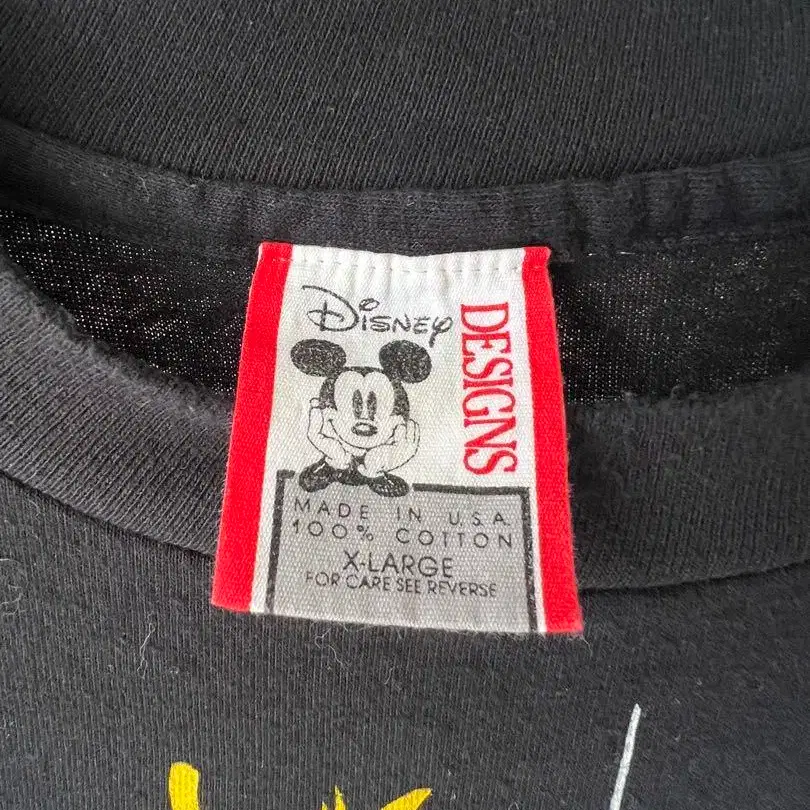 Disney
DESIGNS
MADE IN U.S.A.
100% COTTON
X-LARGE
FOR CARE SEE REVERSE